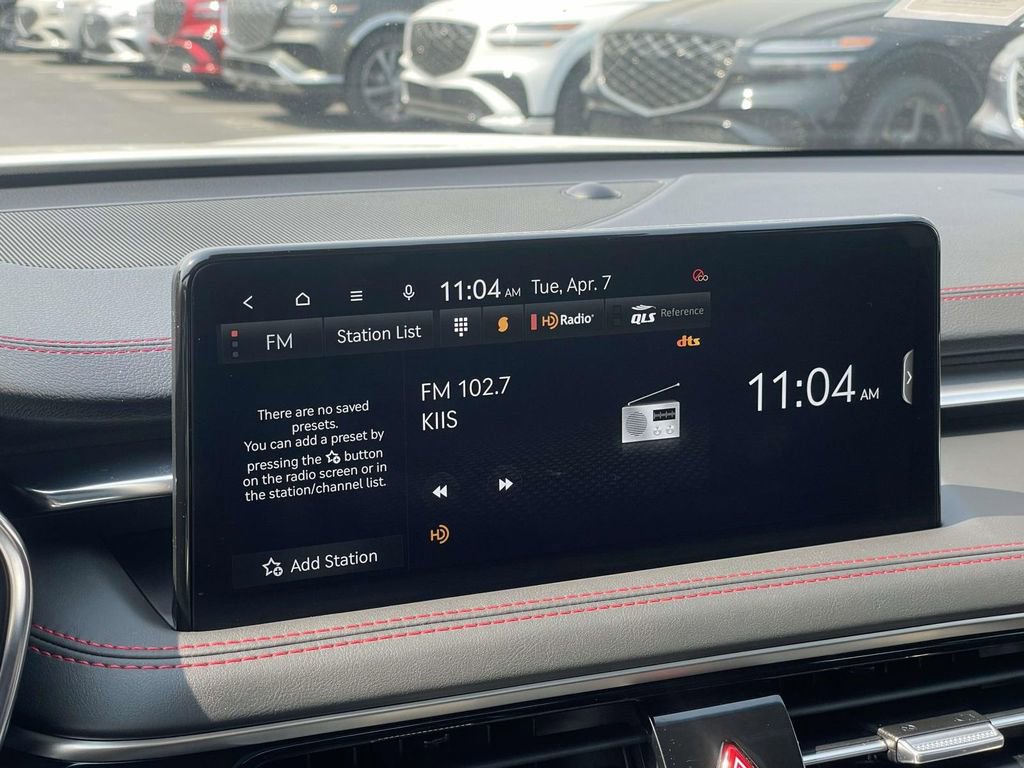 11:04 AM Tue, Apr. 7
FM
Station List
HD Radio
QLS Reference
dts
There are no saved
presets.
You can add a preset by
pressing the button
on the radio screen or in
the station/channel list.
FM 102.7
KIIS
11:04 AM
HD
Add Station